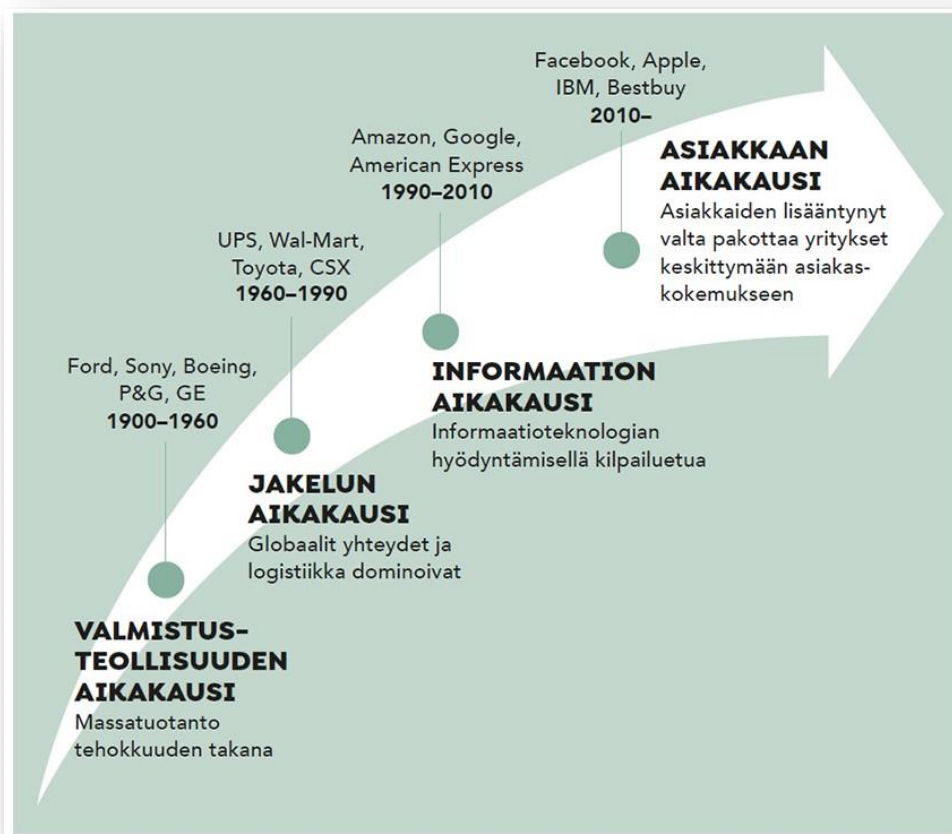 Facebook, Apple,
IBM, Bestbuy
2010–
ASIAKKAAN
AIKAKAUSI
Asiakkaiden lisääntynyt
valta pakottaa yritykset
keskittymään asiakas-
kokemukseen
Amazon, Google,
American Express
1990–2010
INFORMAATION
AIKAKAUSI
Informaatioteknologian
hyödyntämisellä kilpailuetua
UPS, Wal-Mart,
Toyota, CSX
1960–1990
JAKELUN
AIKAKAUSI
Globaalit yhteydet ja
logistiikka dominoivat
Ford, Sony, Boeing,
P&G, GE
1900–1960
VALMISTUS-
TEOLLISUUDEN
AIKAKAUSI
Massatuotanto
tehokkuuden takana